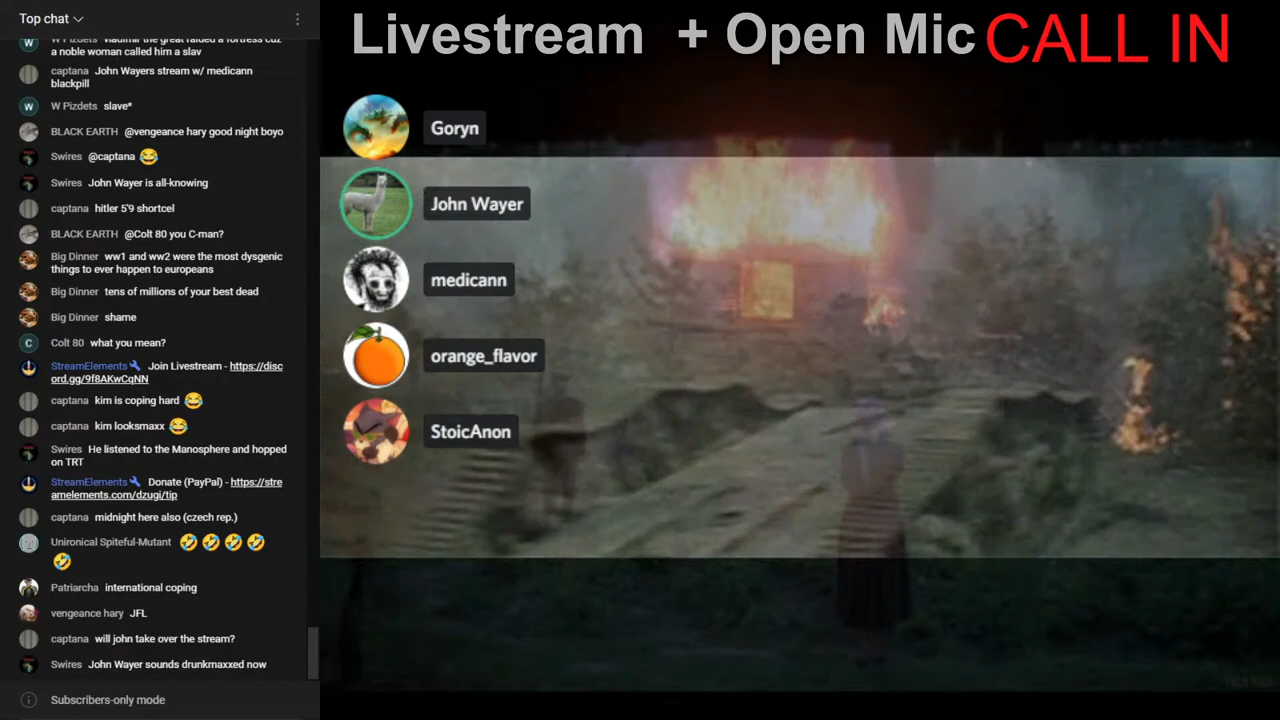 Top chat
W Pizdets vladimir the great raided a fortress cuz
a noble woman called him a slav
captana John Wayers stream w/ medicann
blackpill
W Pizdets slave*
BLACK EARTH @vengeance hary good night boyo
Swires @captana 😂
Swires John Wayer is all-knowing
captana hitler 5'9 shortcel
BLACK EARTH @Colt 80 you C-man?
Big Dinner ww1 and ww2 were the most dysgenic
things to ever happen to europeans
Big Dinner tens of millions of your best dead
Big Dinner shame
Colt 80 what you mean?
StreamElements Join Livestream - https://disc
ord.gg/9f8AKwCqNN
captana kim is coping hard 😂
captana kim looksmaxx 😂
Swires He listened to the Manosphere and hopped
on TRT
StreamElements Donate (PayPal) - https://stre
amelements.com/dzugi/tip
captana midnight here also (czech rep.)
Unironical Spiteful-Mutant 🤣 🤣 🤣 🤣
🤣
Patriarcha international coping
vengeance hary JFL
captana will john take over the stream?
Swires John Wayer sounds drunkmaxxed now
Subscribers-only mode
Livestream + Open Mic CALL IN
Goryn
John Wayer
medicann
orange_flavor
StoicAnon